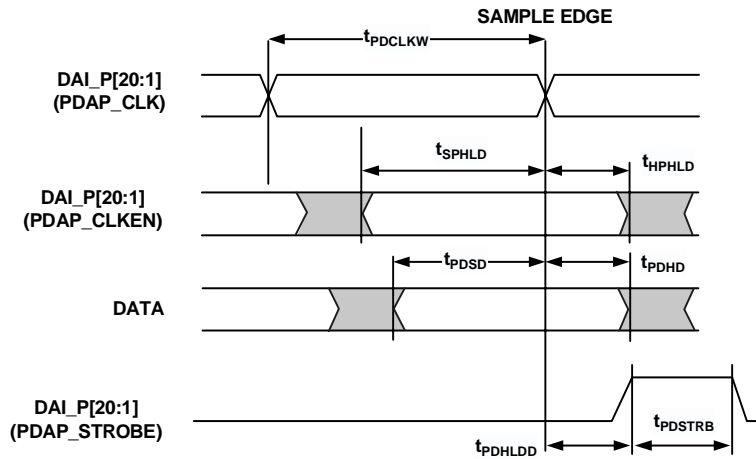 SAMPLE EDGE
tPDCLKW
DAI_P[20:1]
(PDAP_CLK)
tSPHLD
tHPHLD
DAI_P[20:1]
(PDAP_CLKEN)
tPDSD
tPDHD
DATA
DAI_P[20:1]
(PDAP_STROBE)
tPDSTRB
tPDHLDD